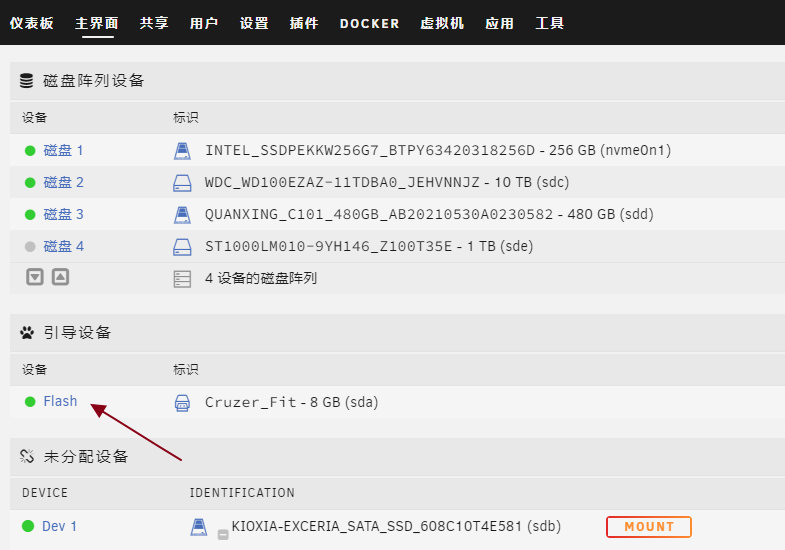 仪表板 主界面 共享 用户 设置 插件 DOCKER 虚拟机 应用 工具
磁盘阵列设备
设备 标识
磁盘 1 INTEL_SSDPEKKW256G7_BTPY63420318256D - 256 GB (nvme0n1)
磁盘 2 WDC_WD100EZAZ-11TDBA0_JEHVNNJZ - 10 TB (sdc)
磁盘 3 QUANXING_C101_480GB_AB20210530A0230582 - 480 GB (sdd)
磁盘 4 ST1000LM010-9YH146_Z100T35E - 1 TB (sde)
4 设备的磁盘阵列
引导设备
设备 标识
Flash Cruzer_Fit - 8 GB (sda)
未分配设备
DEVICE IDENTIFICATION
Dev 1 KIOXIA-EXCERIA_SATA_SSD_608C10T4E581 (sdb) MOUNT